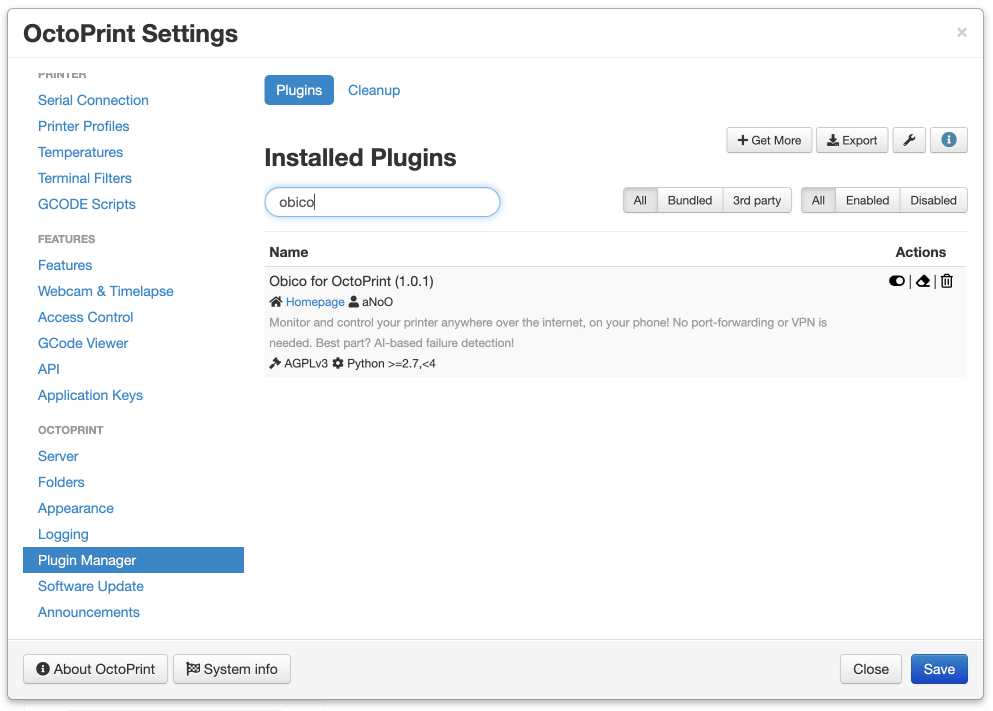 OctoPrint Settings
×
PRINTER
Serial Connection
Printer Profiles
Temperatures
Terminal Filters
GCODE Scripts
FEATURES
Features
Webcam & Timelapse
Access Control
GCode Viewer
API
Application Keys
OCTOPRINT
Server
Folders
Appearance
Logging
Plugin Manager
Software Update
Announcements
Plugins Cleanup
Get More Export
Installed Plugins
obico
All Bundled 3rd party All Enabled Disabled
Name Actions
Obico for OctoPrint (1.0.1)
| |
Homepage aNoO
Monitor and control your printer anywhere over the internet, on your phone! No port-forwarding or VPN is
needed. Best part? AI-based failure detection!
AGPLv3 Python >=2.7,<4
About OctoPrint System info Close Save